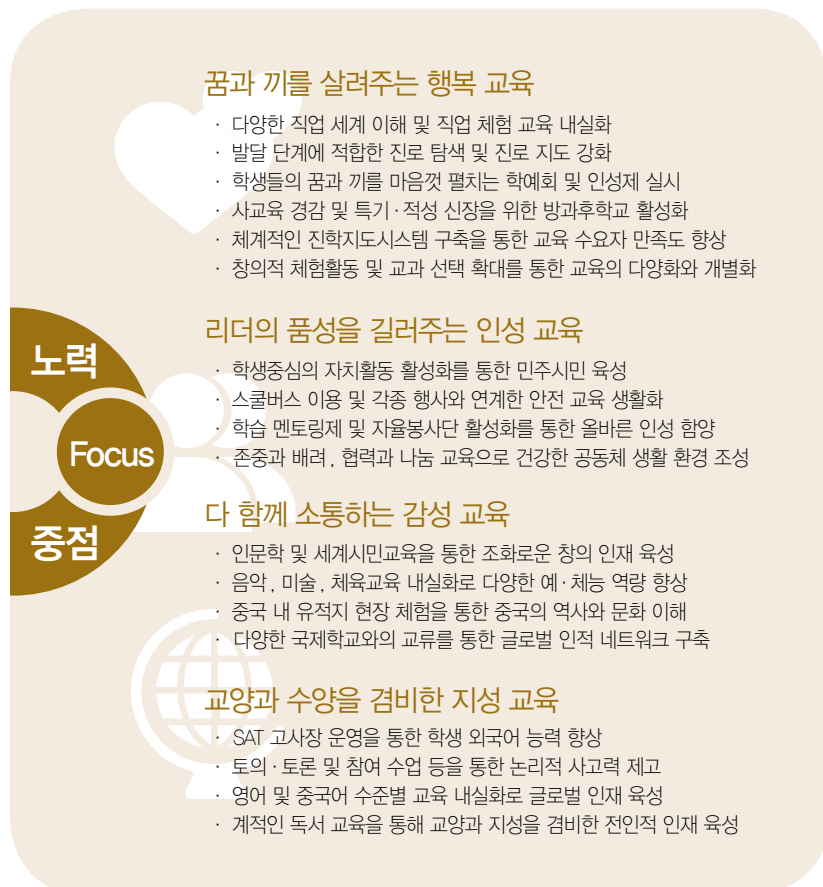 꿈과 끼를 살려주는 행복 교육
· 다양한 직업 세계 이해 및 직업 체험 교육 내실화
· 발달 단계에 적합한 진로 탐색 및 진로 지도 강화
· 학생들의 꿈과 끼를 마음껏 펼치는 학예회 및 인성제 실시
· 사교육 경감 및 특기·적성 신장을 위한 방과후학교 활성화
· 체계적인 진학지도시스템 구축을 통한 교육 수요자 만족도 향상
· 창의적 체험활동 및 교과 선택 확대를 통한 교육의 다양화와 개별화
노력
Focus
중점
리더의 품성을 길러주는 인성 교육
· 학생중심의 자치활동 활성화를 통한 민주시민 육성
· 스쿨버스 이용 및 각종 행사와 연계한 안전 교육 생활화
· 학습 멘토링제 및 자율봉사단 활성화를 통한 올바른 인성 함양
· 존중과 배려, 협력과 나눔 교육으로 건강한 공동체 생활 환경 조성
다 함께 소통하는 감성 교육
· 인문학 및 세계시민교육을 통한 조화로운 창의 인재 육성
· 음악, 미술, 체육교육 내실화로 다양한 예·체능 역량 향상
· 중국 내 유적지 현장 체험을 통한 중국의 역사와 문화 이해
· 다양한 국제학교와의 교류를 통한 글로벌 인적 네트워크 구축
교양과 수양을 겸비한 지성 교육
· SAT 고사장 운영을 통한 학생 외국어 능력 향상
· 토의·토론 및 참여 수업 등을 통한 논리적 사고력 제고
· 영어 및 중국어 수준별 교육 내실화로 글로벌 인재 육성
· 계적인 독서 교육을 통해 교양과 지성을 겸비한 전인적 인재 육성